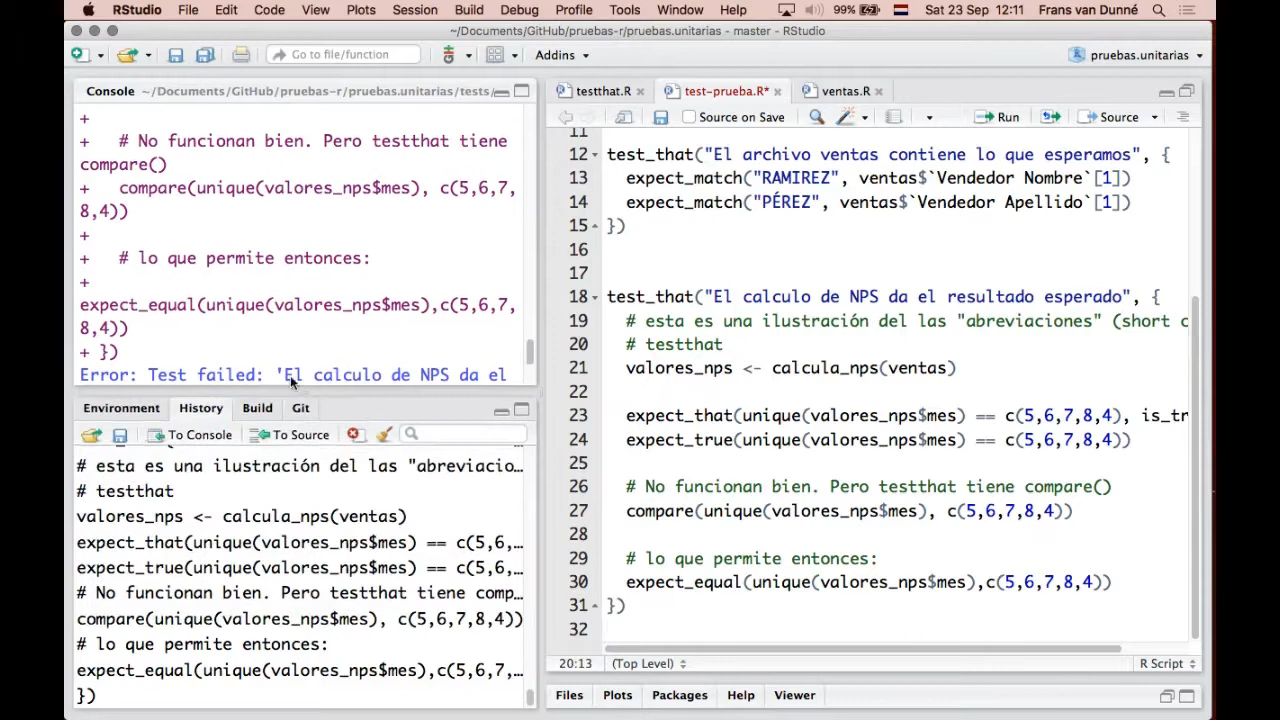 RStudio File Edit Code View Plots Session Build Debug Profile Tools Window Help 99% Sat 23 Sep 12:11 Frans van Dunné
~/Documents/GitHub/pruebas-r/pruebas.unitarias - master - RStudio
Go to file/function Addins pruebas.unitarias
Console ~/Documents/GitHub/pruebas-r/pruebas.unitarias/tests/
+
+ # No funcionan bien. Pero testthat tiene
compare()
+ compare(unique(valores_nps$mes), c(5,6,7,
8,4))
+
+ # lo que permite entonces:
+
expect_equal(unique(valores_nps$mes),c(5,6,7,
8,4))
+ })
Error: Test failed: 'El calculo de NPS da el
Environment History Build Git
To Console To Source
# esta es una ilustración del las "abreviacio…
# testthat
valores_nps <- calcula_nps(ventas)
expect_that(unique(valores_nps$mes) == c(5,6,…
expect_true(unique(valores_nps$mes) == c(5,6,…
# No funcionan bien. Pero testthat tiene comp…
compare(unique(valores_nps$mes), c(5,6,7,8,4))
# lo que permite entonces:
expect_equal(unique(valores_nps$mes),c(5,6,7,…
})
testthat.R test-prueba.R* ventas.R
Source on Save Run Source
11
12 test_that("El archivo ventas contiene lo que esperamos", {
13 expect_match("RAMIREZ", ventas$`Vendedor Nombre`[1])
14 expect_match("PÉREZ", ventas$`Vendedor Apellido`[1])
15 })
16
17
18 test_that("El calculo de NPS da el resultado esperado", {
19 # esta es una ilustración del las "abreviaciones" (short c
20 # testthat
21 valores_nps <- calcula_nps(ventas)
22
23 expect_that(unique(valores_nps$mes) == c(5,6,7,8,4), is_tr
24 expect_true(unique(valores_nps$mes) == c(5,6,7,8,4))
25
26 # No funcionan bien. Pero testthat tiene compare()
27 compare(unique(valores_nps$mes), c(5,6,7,8,4))
28
29 # lo que permite entonces:
30 expect_equal(unique(valores_nps$mes),c(5,6,7,8,4))
31 })
32
20:13 (Top Level) R Script
Files Plots Packages Help Viewer